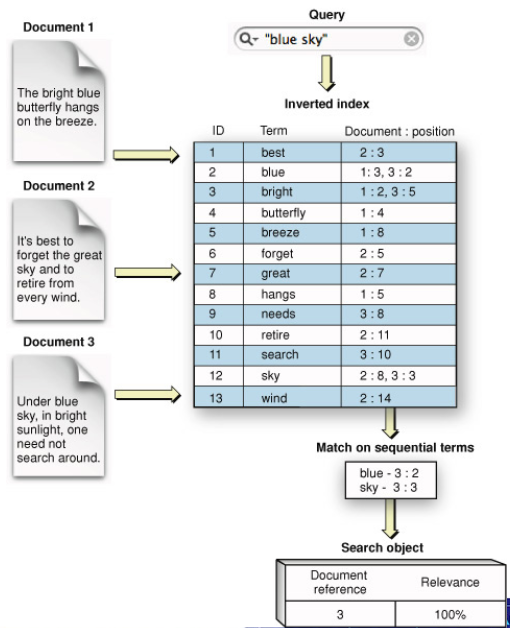 Query
"blue sky"
Document 1
The bright blue
butterfly hangs
on the breeze.
Document 2
It's best to
forget the great
sky and to
retire from
every wind.
Document 3
Under blue
sky, in bright
sunlight, one
need not
search around.
Inverted index
ID Term Document : position
1 best 2 : 3
2 blue 1: 3, 3 : 2
3 bright 1 : 2, 3 : 5
4 butterfly 1 : 4
5 breeze 1 : 8
6 forget 2 : 5
7 great 2 : 7
8 hangs 1 : 5
9 needs 3 : 8
10 retire 2 : 11
11 search 3 : 10
12 sky 2 : 8, 3 : 3
13 wind 2 : 14
Match on sequential terms
blue - 3 : 2
sky - 3 : 3
Search object
Document
reference
Relevance
3 100%